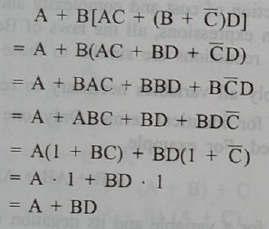 A + B[AC + (B + C̅)D]
= A + B(AC + BD + C̅D)
= A + BAC + BBD + BC̅D
= A + ABC + BD + BDC̅
= A(1 + BC) + BD(1 + C̅)
= A · 1 + BD · 1
= A + BD